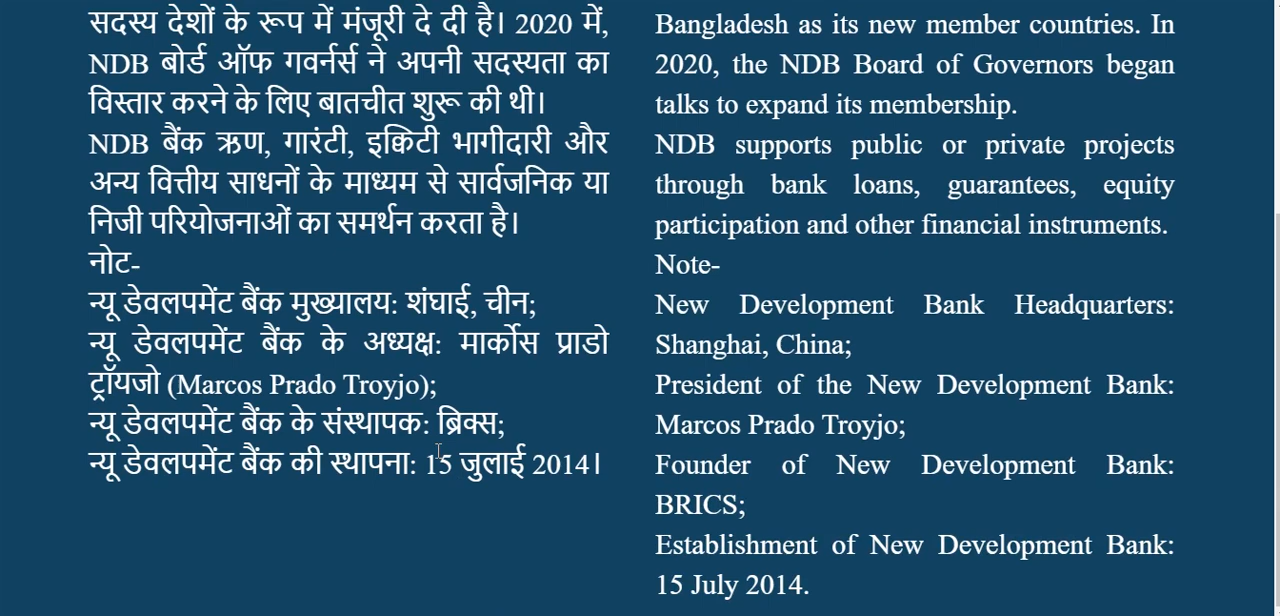 सदस्य देशों के रूप में मंजूरी दे दी है। 2020 में,
NDB बोर्ड ऑफ गवर्नर्स ने अपनी सदस्यता का
विस्तार करने के लिए बातचीत शुरू की थी।
NDB बैंक ऋण, गारंटी, इक्विटी भागीदारी और
अन्य वित्तीय साधनों के माध्यम से सार्वजनिक या
निजी परियोजनाओं का समर्थन करता है।
नोट-
न्यू डेवलपमेंट बैंक मुख्यालय: शंघाई, चीन;
न्यू डेवलपमेंट बैंक के अध्यक्ष: मार्कोस प्राडो
ट्रॉयजो (Marcos Prado Troyjo);
न्यू डेवलपमेंट बैंक के संस्थापक: ब्रिक्स;
न्यू डेवलपमेंट बैंक की स्थापना: 15 जुलाई 2014।
Bangladesh as its new member countries. In
2020, the NDB Board of Governors began
talks to expand its membership.
NDB supports public or private projects
through bank loans, guarantees, equity
participation and other financial instruments.
Note-
New Development Bank Headquarters:
Shanghai, China;
President of the New Development Bank:
Marcos Prado Troyjo;
Founder of New Development Bank:
BRICS;
Establishment of New Development Bank:
15 July 2014.